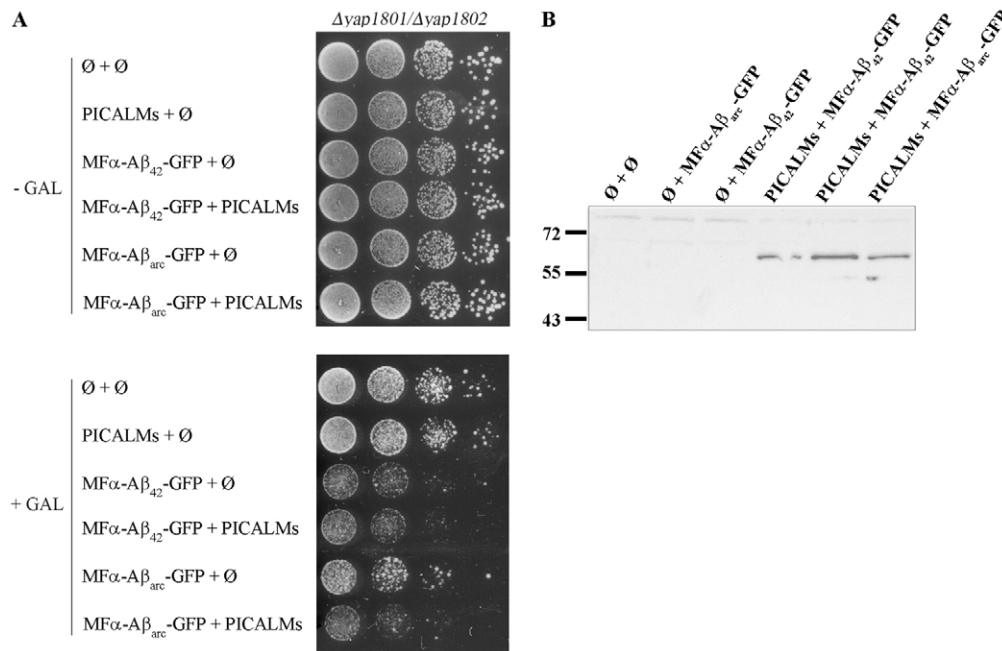 A
Δyap1801/Δyap1802
- GAL
Ø + Ø
PICALMs + Ø
MFα-Aβ42-GFP + Ø
MFα-Aβ42-GFP + PICALMs
MFα-Aβarc-GFP + Ø
MFα-Aβarc-GFP + PICALMs
+ GAL
Ø + Ø
PICALMs + Ø
MFα-Aβ42-GFP + Ø
MFα-Aβ42-GFP + PICALMs
MFα-Aβarc-GFP + Ø
MFα-Aβarc-GFP + PICALMs
B
Ø + Ø
Ø + MFα-Aβarc-GFP
Ø + MFα-Aβ42-GFP
PICALMs + MFα-Aβ42-GFP
PICALMs + MFα-Aβ42-GFP
PICALMs + MFα-Aβarc-GFP
72
55
43